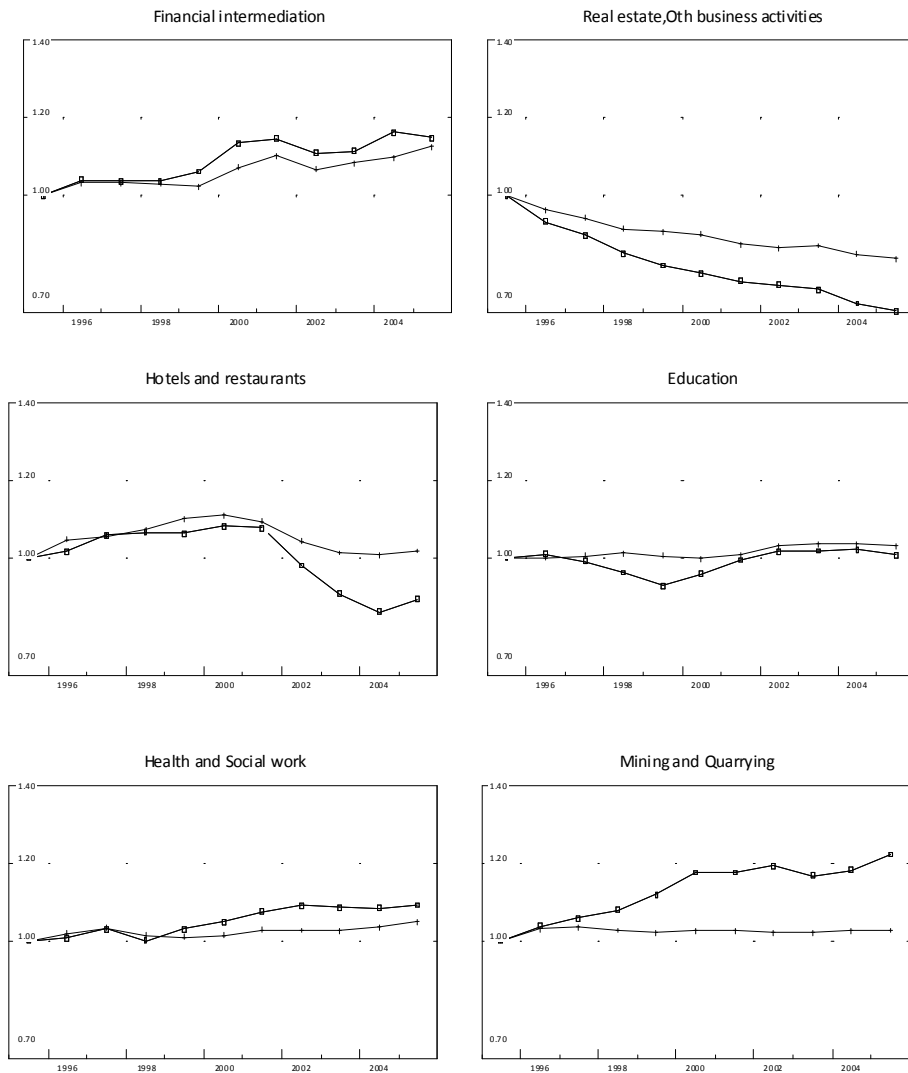 Financial intermediation
1.40
1.20
1.00
0.70
1996 1998 2000 2002 2004
Real estate,Oth business activities
1.40
1.20
1.00
0.70
1996 1998 2000 2002 2004
Hotels and restaurants
1.40
1.20
1.00
0.70
1996 1998 2000 2002 2004
Education
1.40
1.20
1.00
0.70
1996 1998 2000 2002 2004
Health and Social work
1.40
1.20
1.00
0.70
1996 1998 2000 2002 2004
Mining and Quarrying
1.40
1.20
1.00
0.70
1996 1998 2000 2002 2004